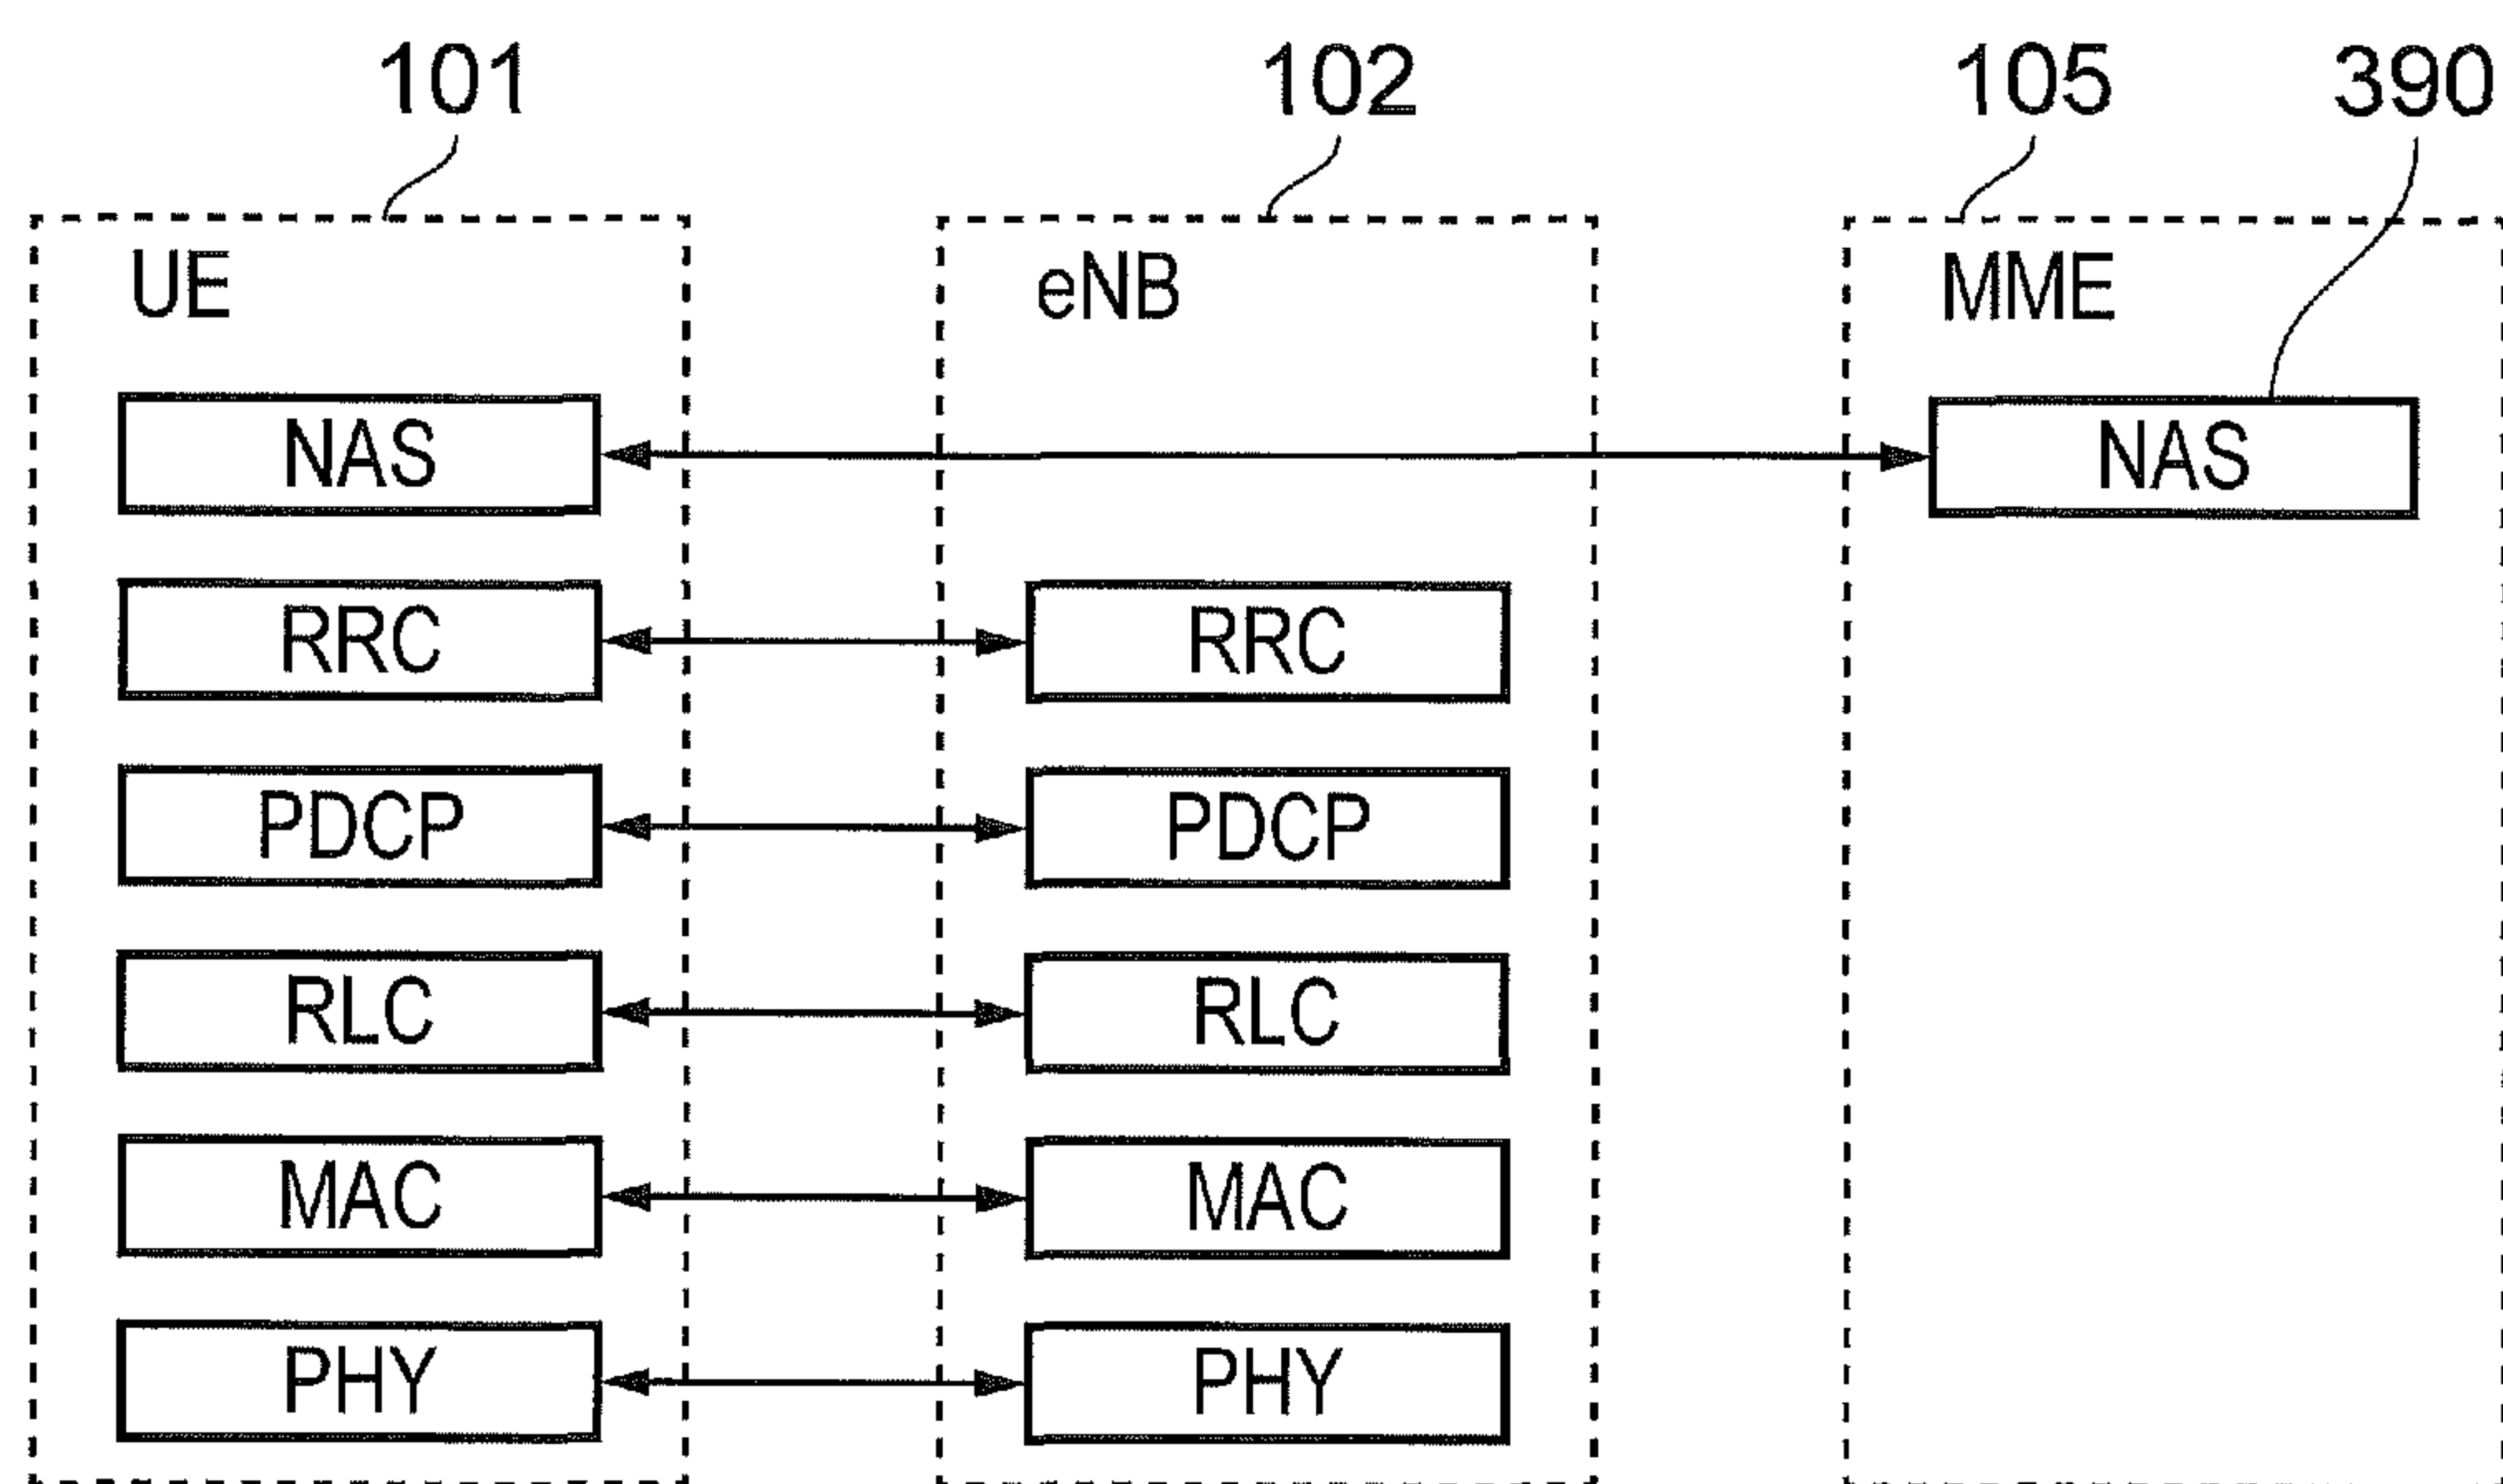 101 102 105 390
UE eNB MME
NAS NAS
RRC RRC
PDCP PDCP
RLC RLC
MAC MAC
PHY PHY